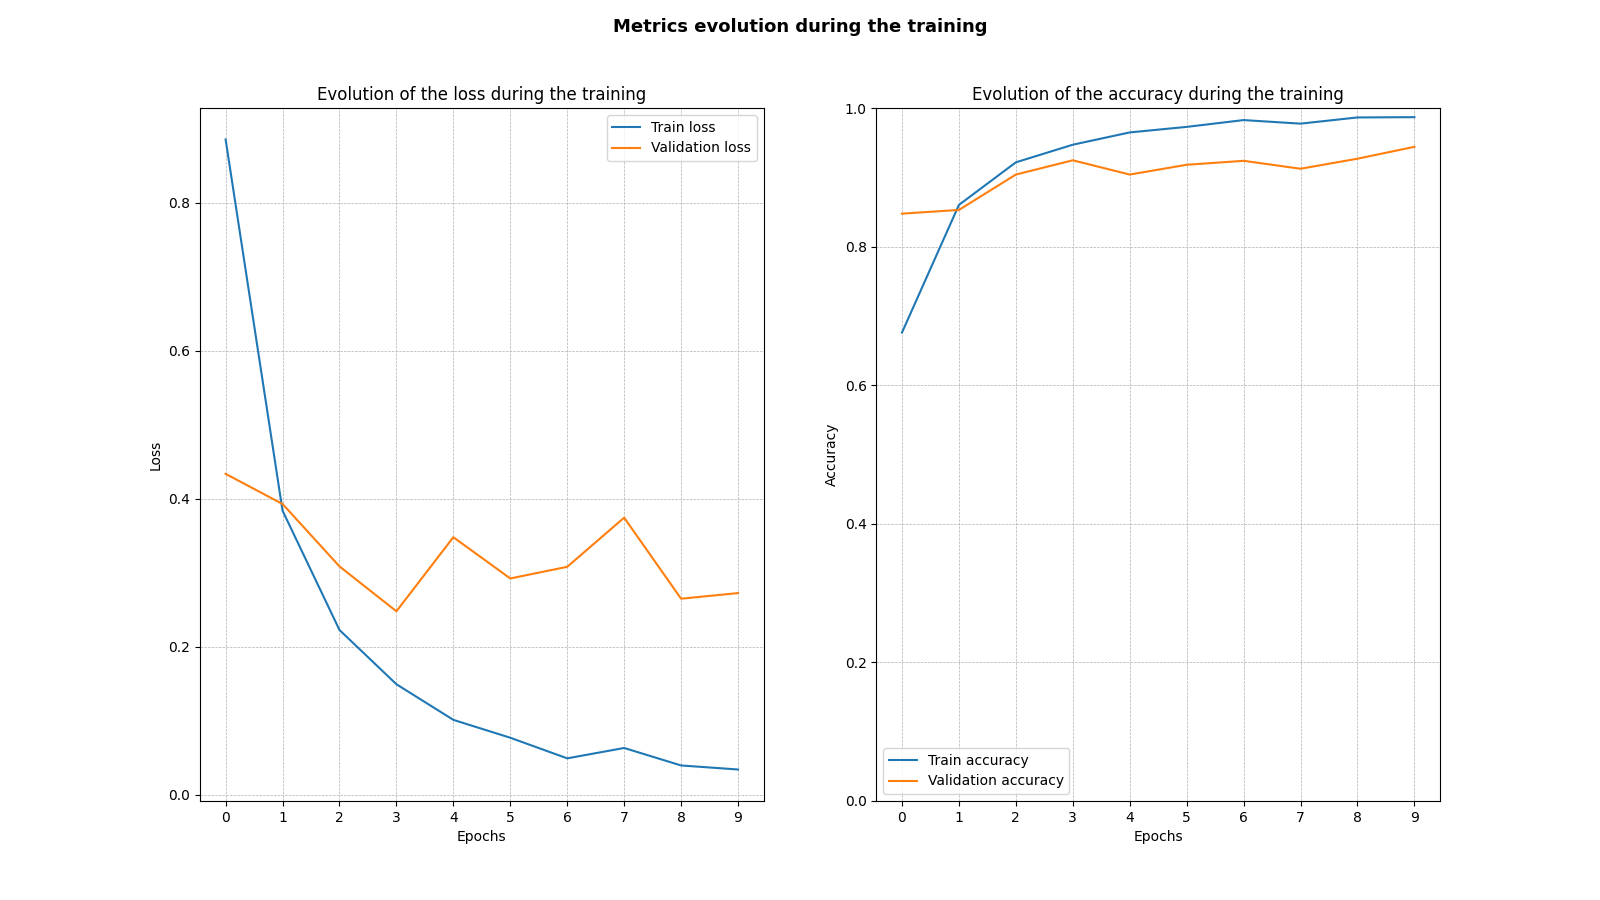 Metrics evolution during the training
Evolution of the loss during the training
Train loss
Validation loss
0.8
0.6
0.4
0.2
0.0
Loss
0 1 2 3 4 5 6 7 8 9
Epochs
Evolution of the accuracy during the training
1.0
0.8
0.6
0.4
0.2
0.0
Accuracy
Train accuracy
Validation accuracy
0 1 2 3 4 5 6 7 8 9
Epochs